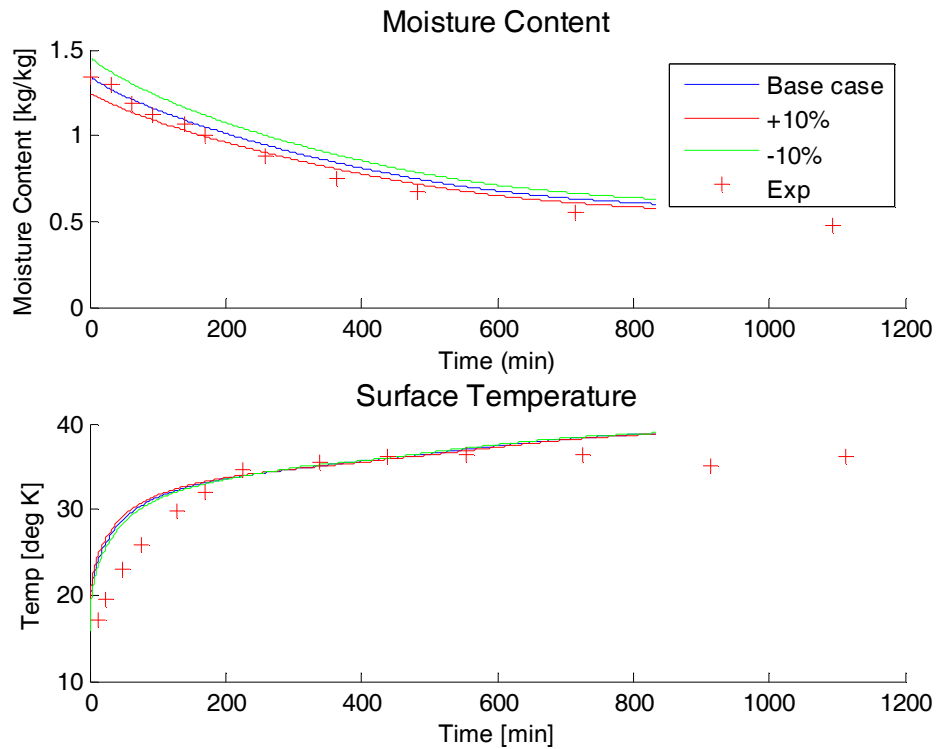 Moisture Content
Moisture Content [kg/kg]
1.5
1
0.5
0
Base case
+10%
-10%
Exp
0 200 400 600 800 1000 1200
Time (min)
Surface Temperature
Temp [deg K]
40
30
20
10
0 200 400 600 800 1000 1200
Time [min]